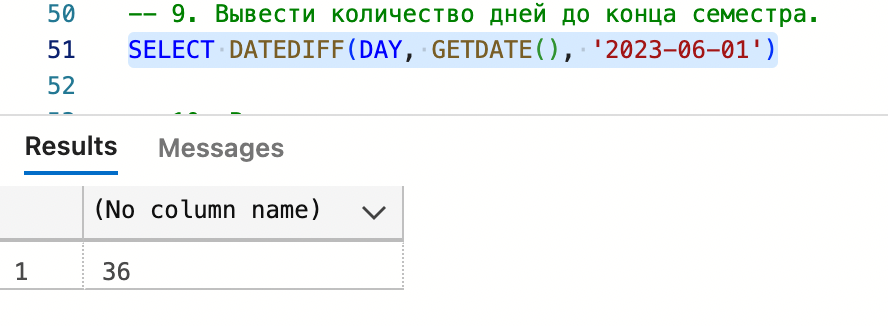 50 -- 9. Вывести количество дней до конца семестра.
51 SELECT DATEDIFF(DAY, GETDATE(), '2023-06-01')
52
Results Messages
(No column name)
1 36